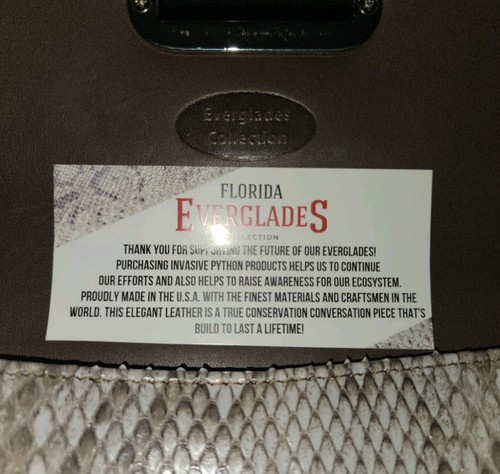 Everglades
Collection
FLORIDA
EVERGLADES
COLLECTION
THANK YOU FOR SUPPORTING THE FUTURE OF OUR EVERGLADES!
PURCHASING INVASIVE PYTHON PRODUCTS HELPS US TO CONTINUE
OUR EFFORTS AND ALSO HELPS TO RAISE AWARENESS FOR OUR ECOSYSTEM.
PROUDLY MADE IN THE U.S.A. WITH THE FINEST MATERIALS AND CRAFTSMEN IN THE
WORLD. THIS ELEGANT LEATHER IS A TRUE CONSERVATION CONVERSATION PIECE THAT'S
BUILD TO LAST A LIFETIME!